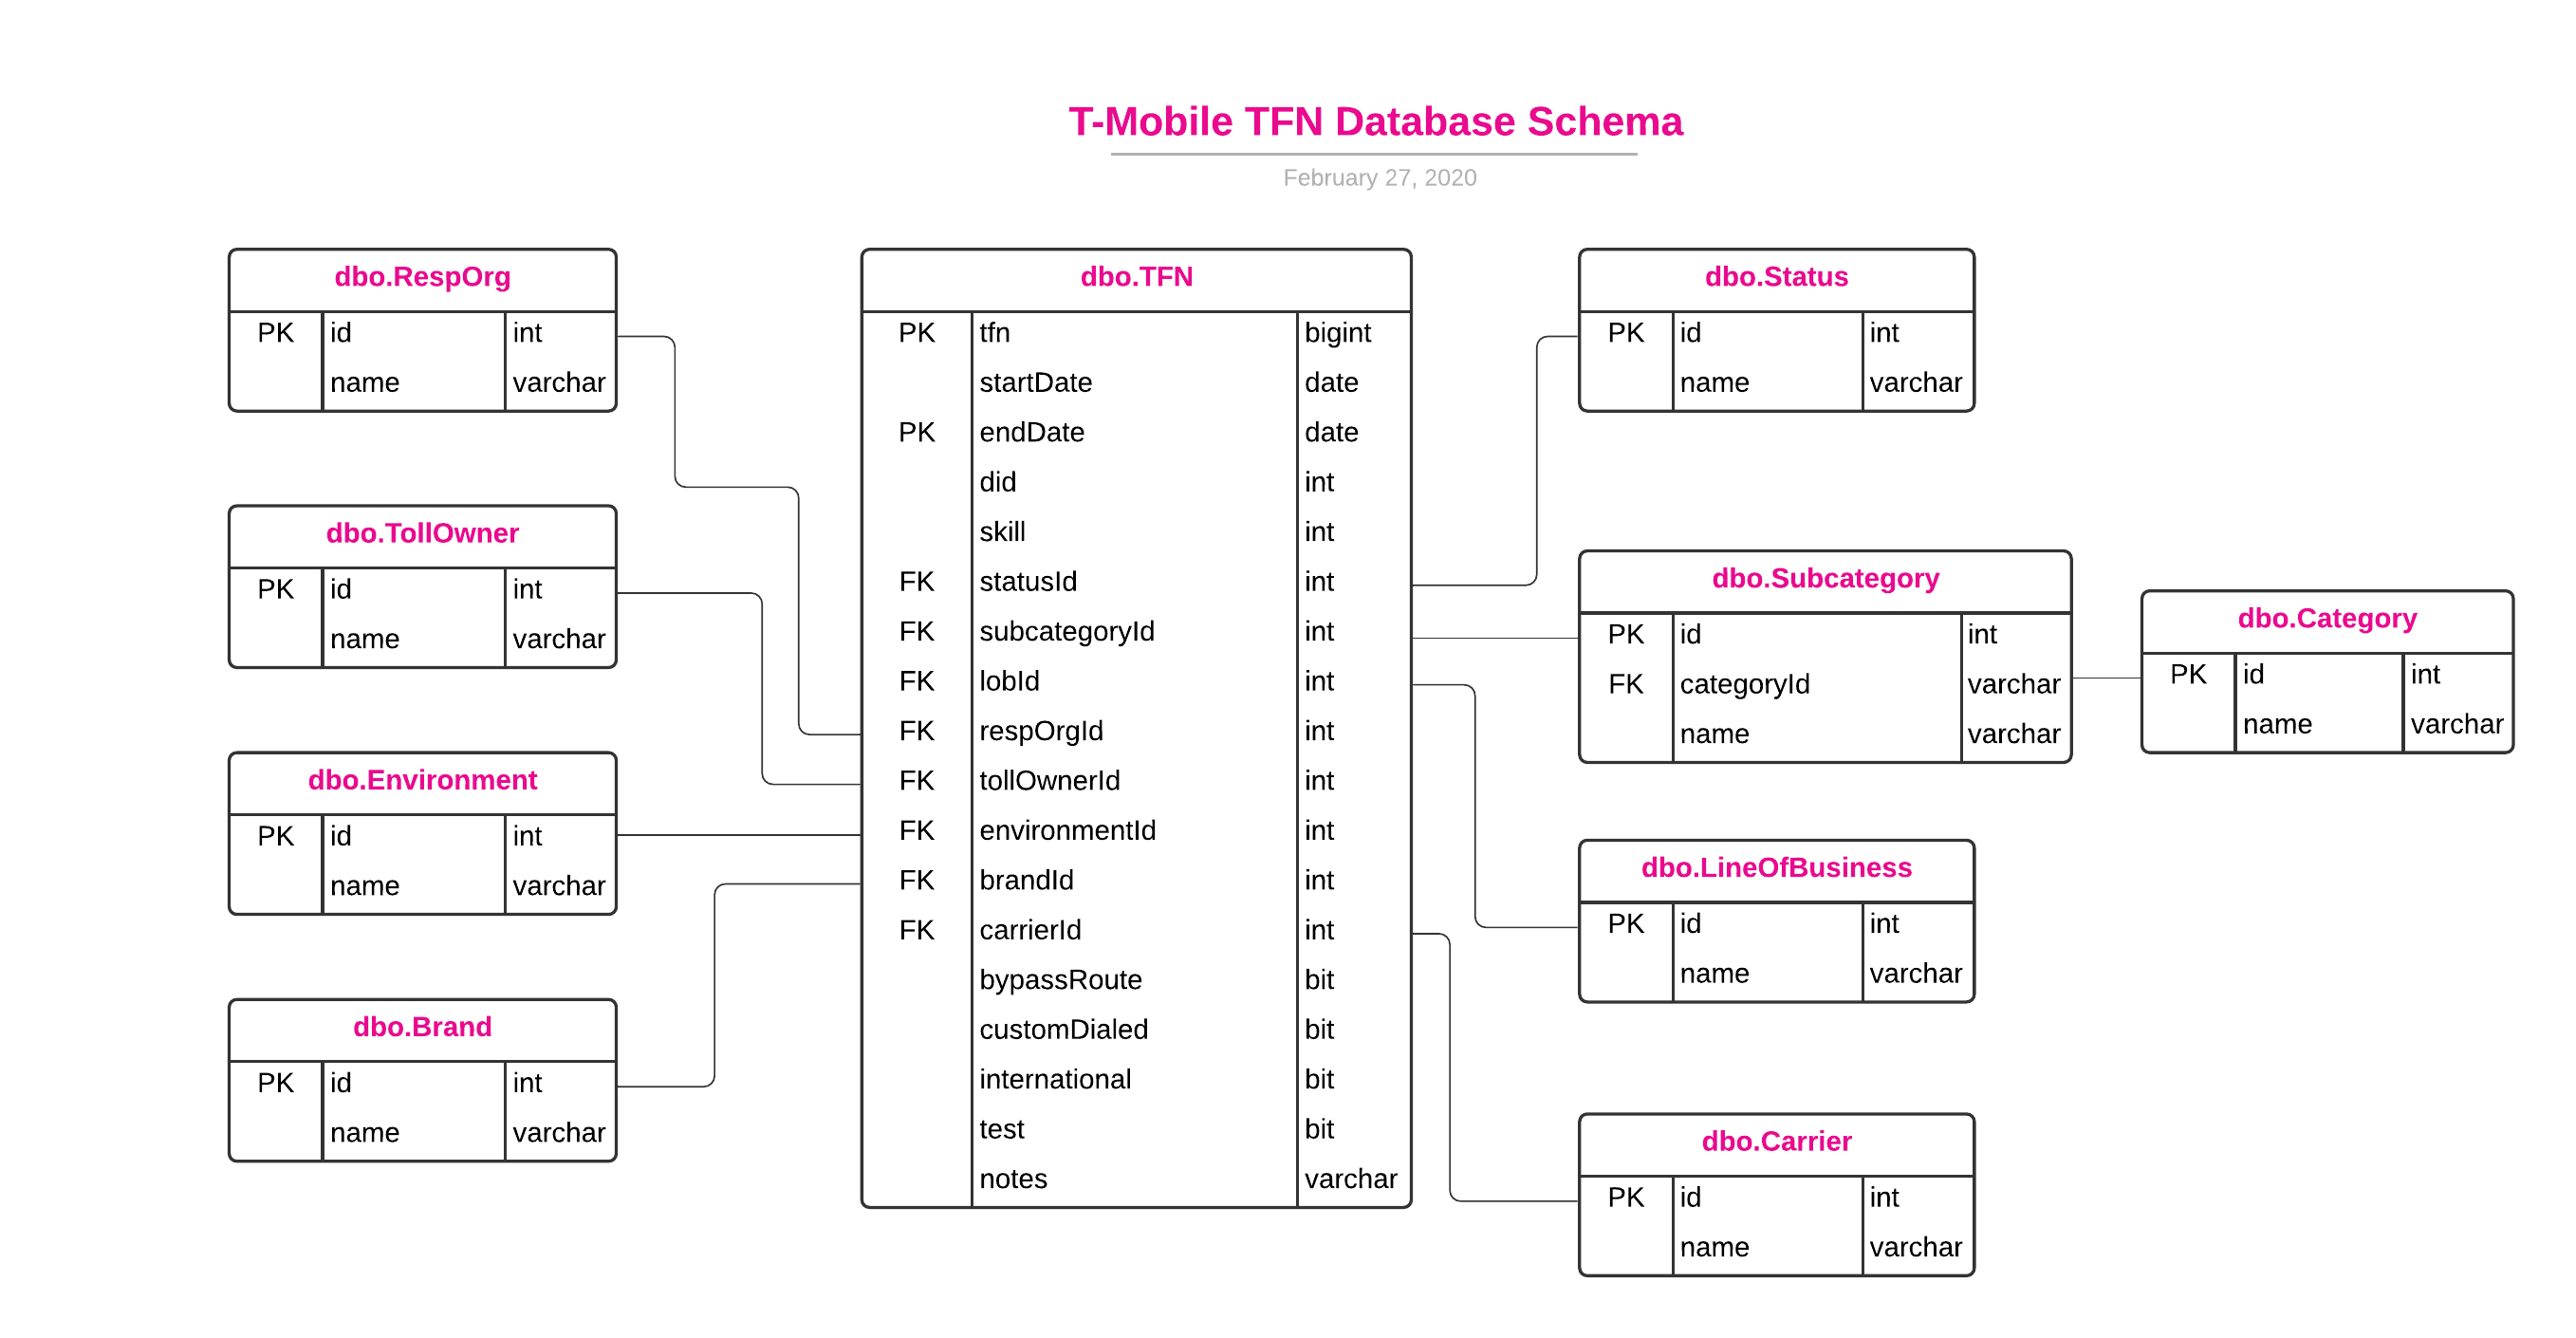 T-Mobile TFN Database Schema
February 27, 2020
dbo.RespOrg
PK id int
name varchar
dbo.TollOwner
PK id int
name varchar
dbo.Environment
PK id int
name varchar
dbo.Brand
PK id int
name varchar
dbo.TFN
PK tfn bigint
startDate date
PK endDate date
did int
skill int
FK statusId int
FK subcategoryId int
FK lobId int
FK respOrgId int
FK tollOwnerId int
FK environmentId int
FK brandId int
FK carrierId int
bypassRoute bit
customDialed bit
international bit
test bit
notes varchar
dbo.Status
PK id int
name varchar
dbo.Subcategory
PK id int
FK categoryId varchar
name varchar
dbo.Category
PK id int
name varchar
dbo.LineOfBusiness
PK id int
name varchar
dbo.Carrier
PK id int
name varchar